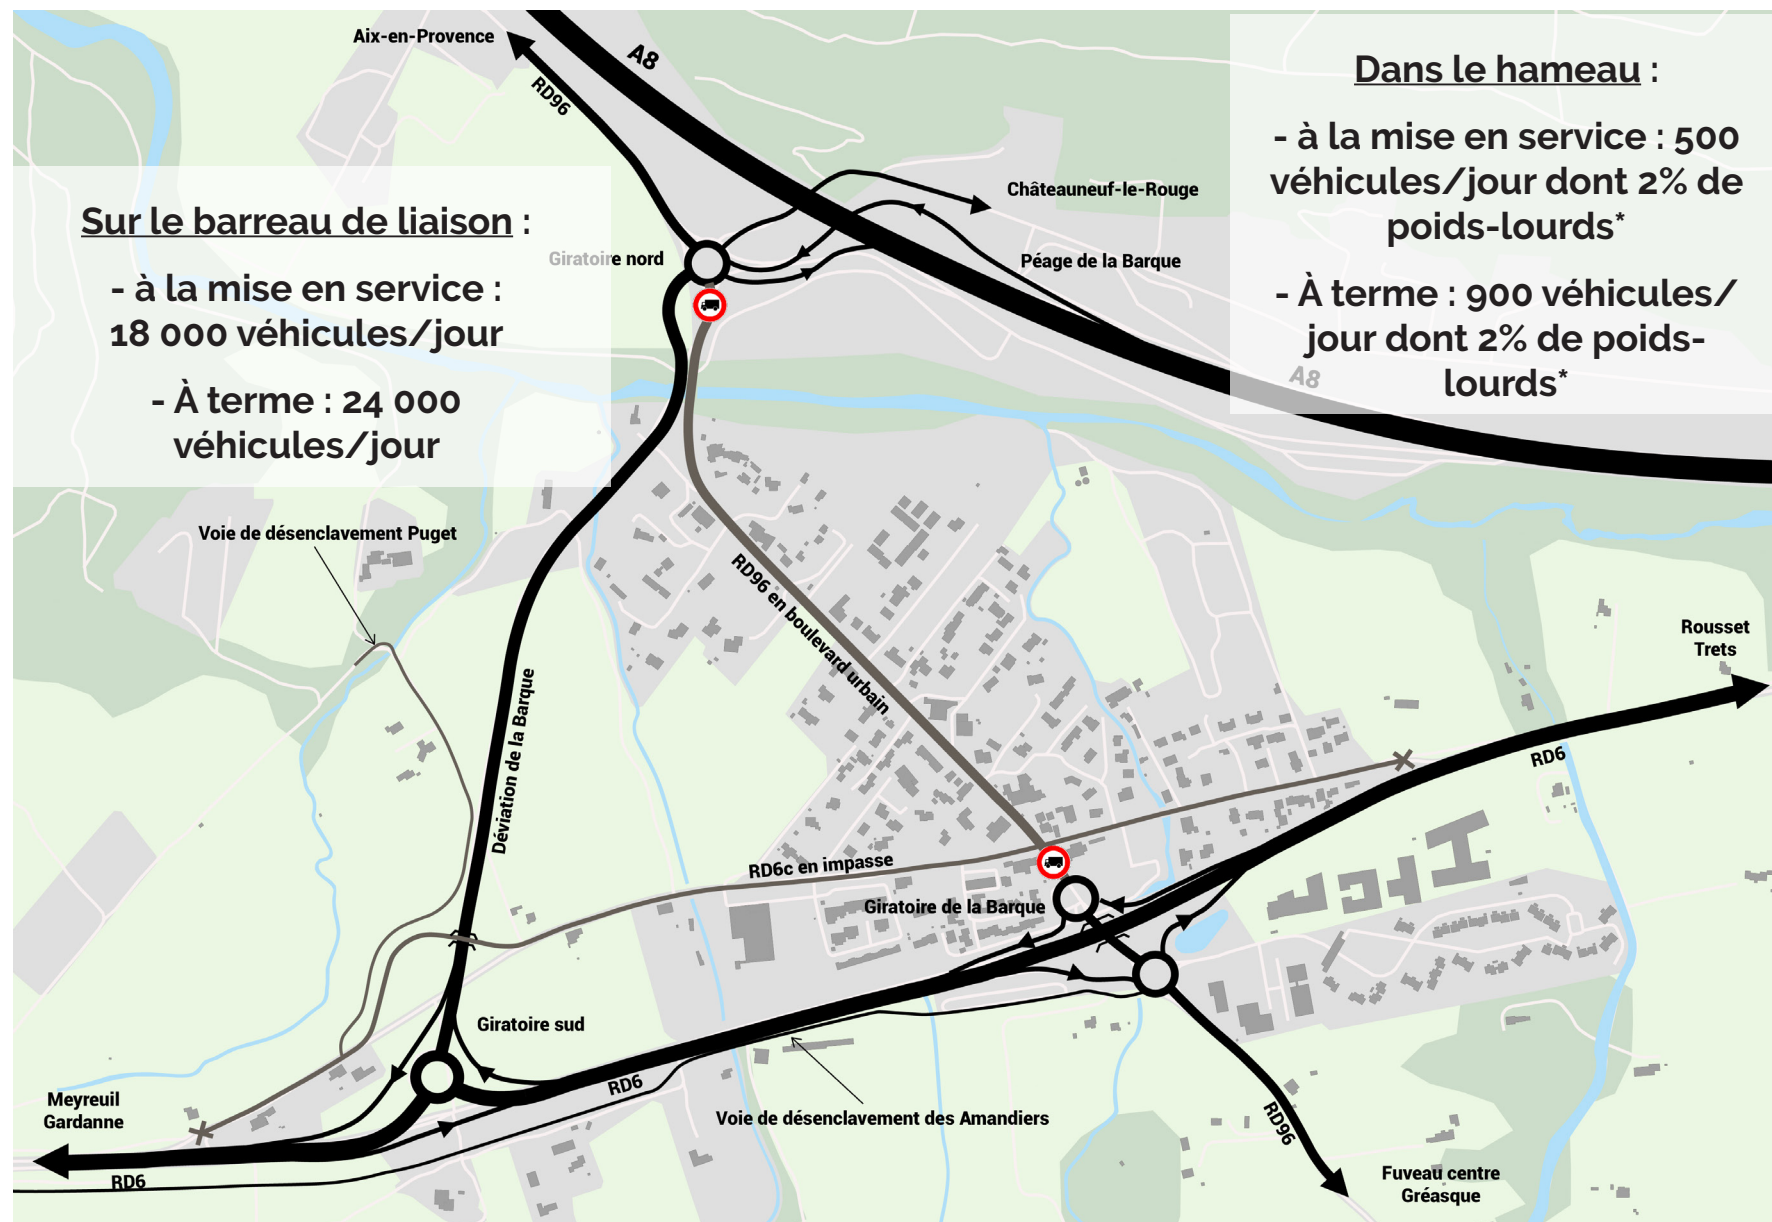 Aix-en-Provence
A8
RD96
Dans le hameau :
- à la mise en service : 500
véhicules/jour dont 2% de
poids-lourds*
- À terme : 900 véhicules/
jour dont 2% de poids-
lourds*
Châteauneuf-le-Rouge
Péage de la Barque
A8
Sur le barreau de liaison :
- à la mise en service :
18 000 véhicules/jour
- À terme : 24 000
véhicules/jour
Giratoire nord
Voie de désenclavement Puget
RD96 en boulevard urbain
Déviation de la Barque
Rousset
Trets
RD6
RD6c en impasse
Giratoire de la Barque
Giratoire sud
RD6
Meyreuil
Gardanne
Voie de désenclavement des Amandiers
RD96
RD6
Fuveau centre
Gréasque